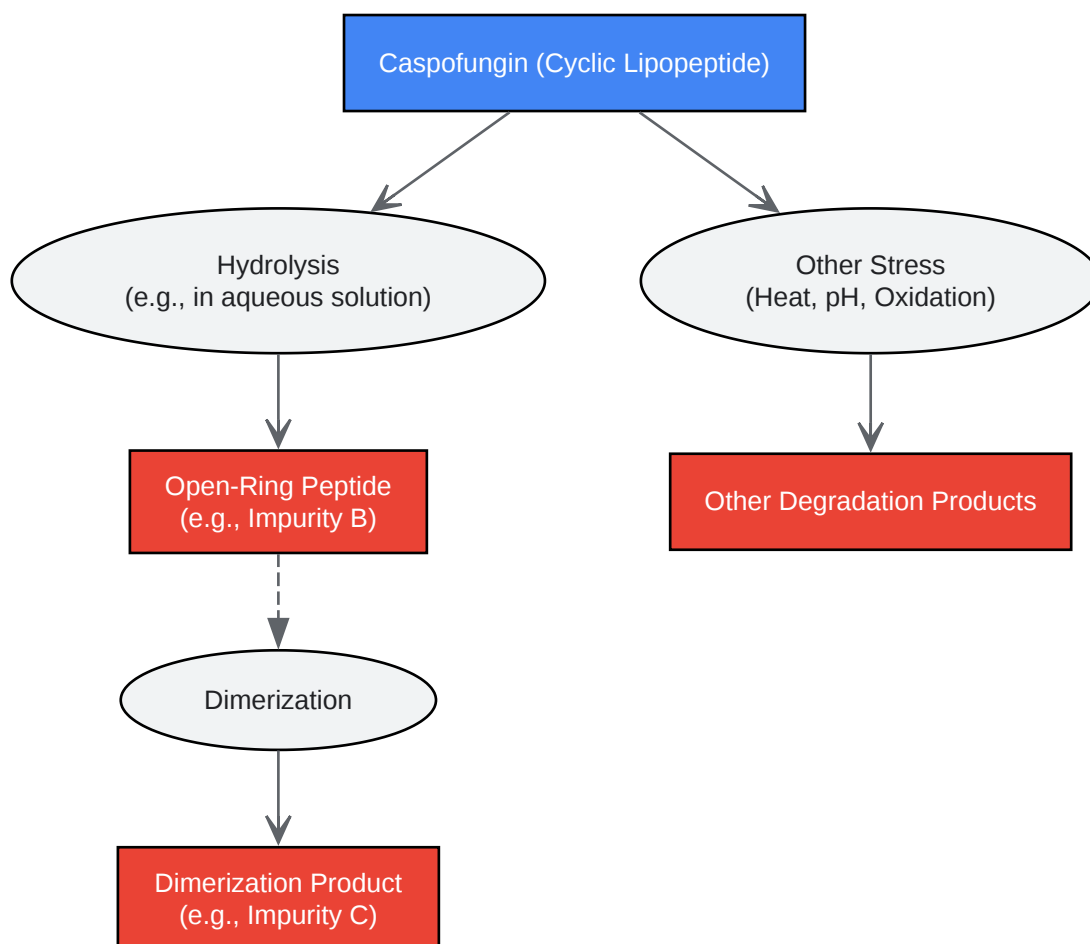 Caspofungin (Cyclic Lipopeptide)
Hydrolysis
(e.g., in aqueous solution)
Other Stress
(Heat, pH, Oxidation)
Open-Ring Peptide
(e.g., Impurity B)
Other Degradation Products
Dimerization
Dimerization Product
(e.g., Impurity C)